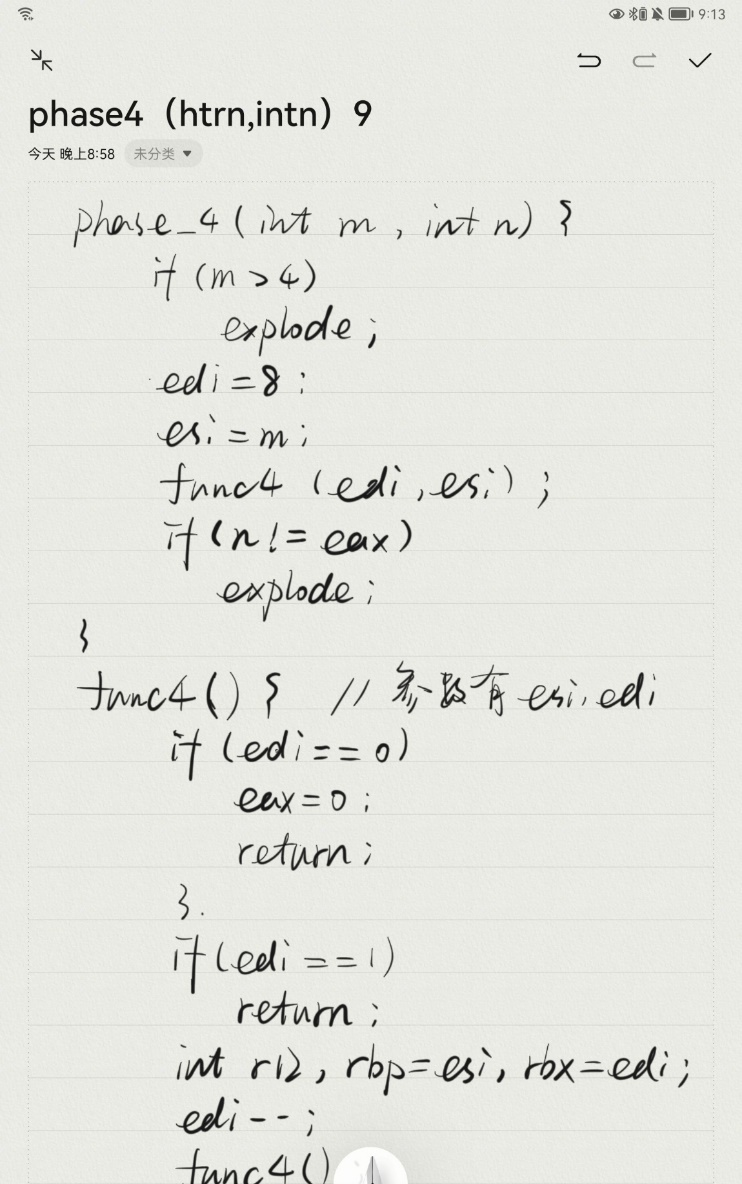 9:13
phase4（htrn,intn）9
今天 晚上8:58 未分类
phase_4 ( int m , int n) {
if (m > 4)
explode ;
edi = 8 ;
esi = m ;
func4 (edi , esi) ;
if (n != eax)
explode ;
}
func4 () { // 参数有 esi, edi
if (edi == 0)
eax = 0 ;
return ;
}.
if (edi == 1)
return ;
int r12 , rbp = esi , rbx = edi ;
edi -- ;
func4 ()